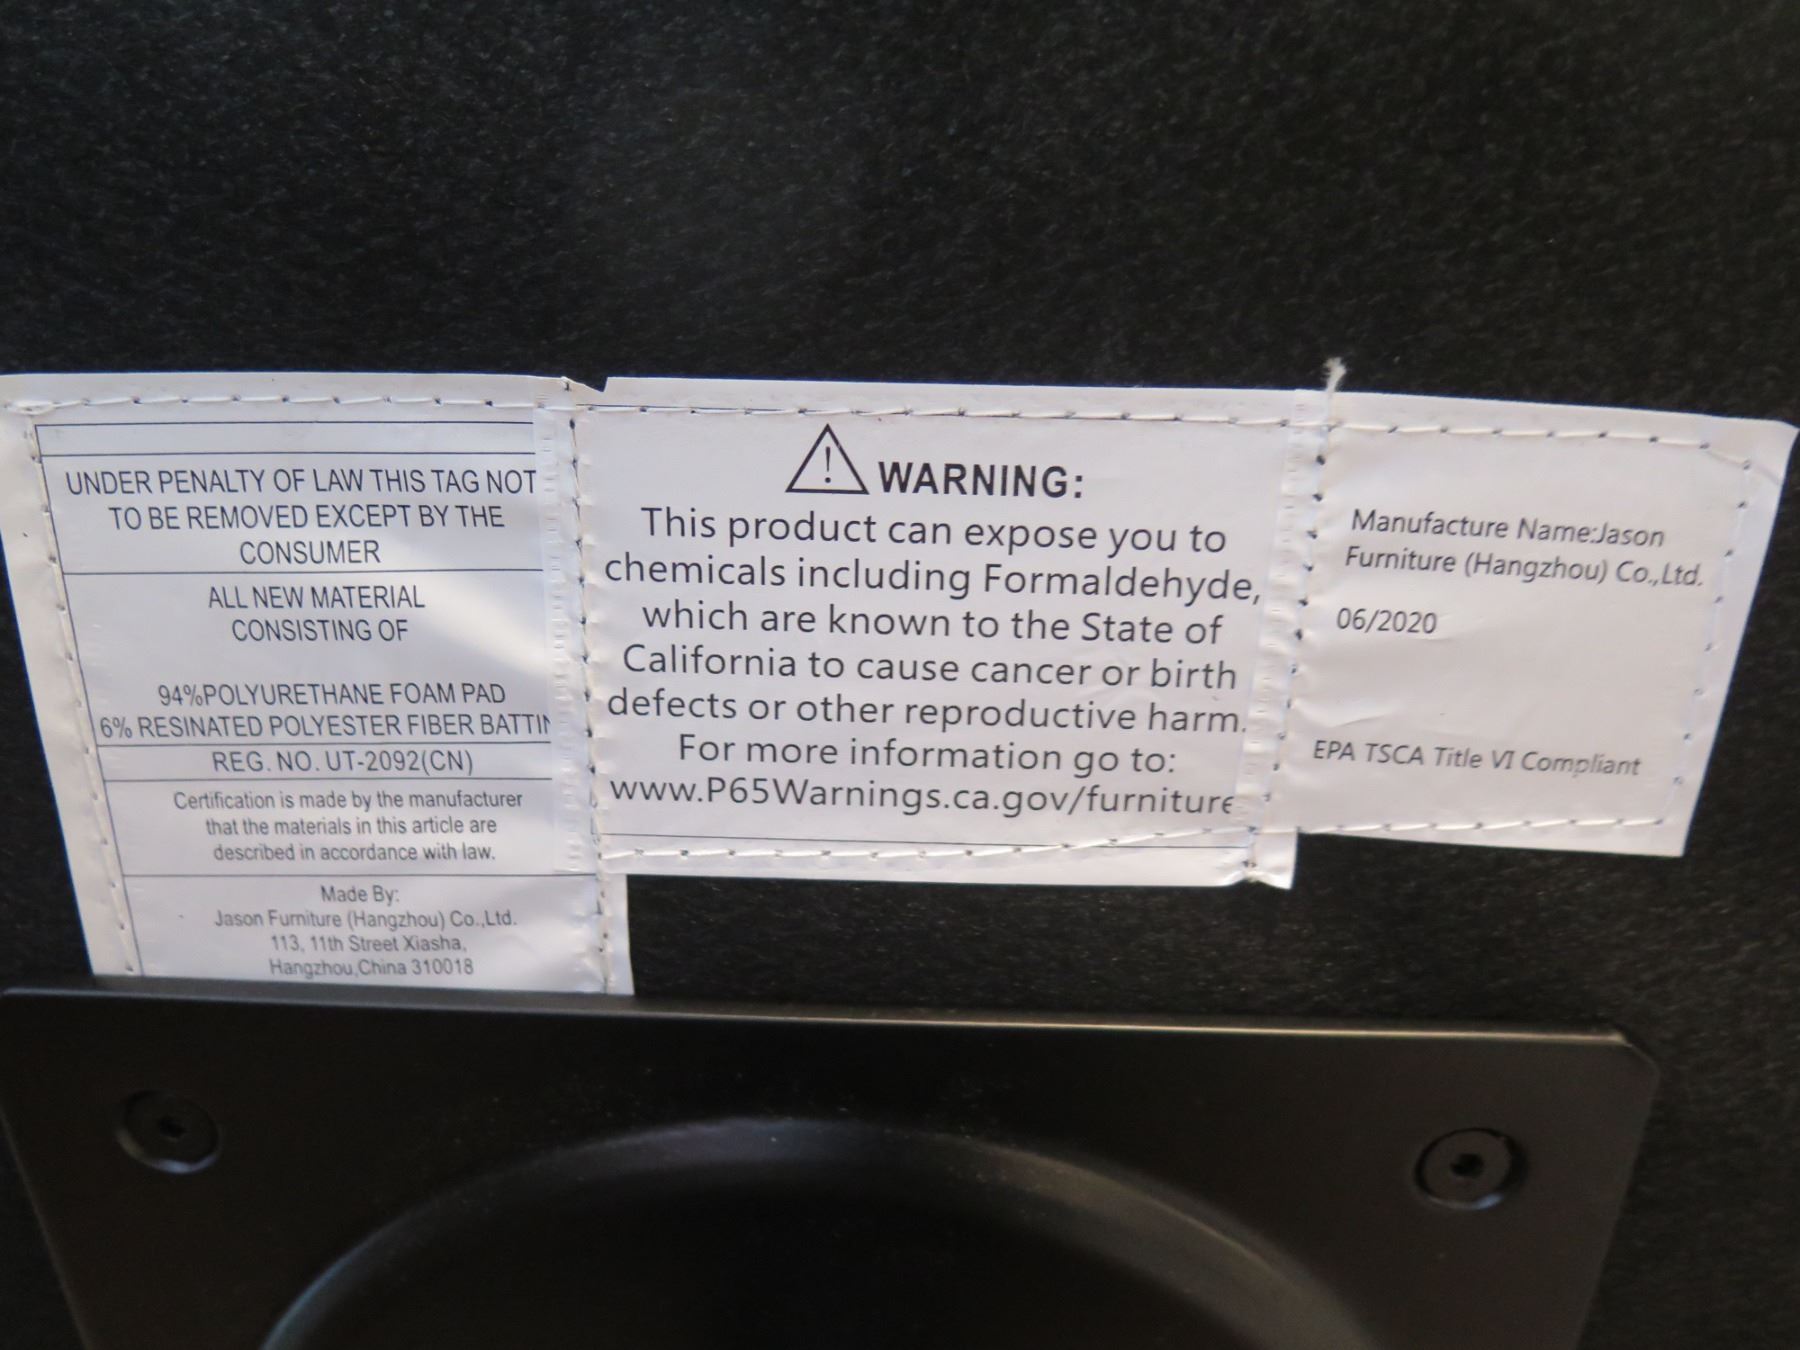 UNDER PENALTY OF LAW THIS TAG NOT
TO BE REMOVED EXCEPT BY THE
CONSUMER
ALL NEW MATERIAL
CONSISTING OF
94%POLYURETHANE FOAM PAD
6% RESINATED POLYESTER FIBER BATTIN
REG. NO. UT-2092(CN)
Certification is made by the manufacturer
that the materials in this article are
described in accordance with law.
Made By:
Jason Furniture (Hangzhou) Co.,Ltd.
113, 11th Street Xiasha,
Hangzhou,China 310018
WARNING:
This product can expose you to
chemicals including Formaldehyde,
which are known to the State of
California to cause cancer or birth
defects or other reproductive harm.
For more information go to:
www.P65Warnings.ca.gov/furniture
Manufacture Name:Jason
Furniture (Hangzhou) Co.,Ltd.
06/2020
EPA TSCA Title VI Compliant